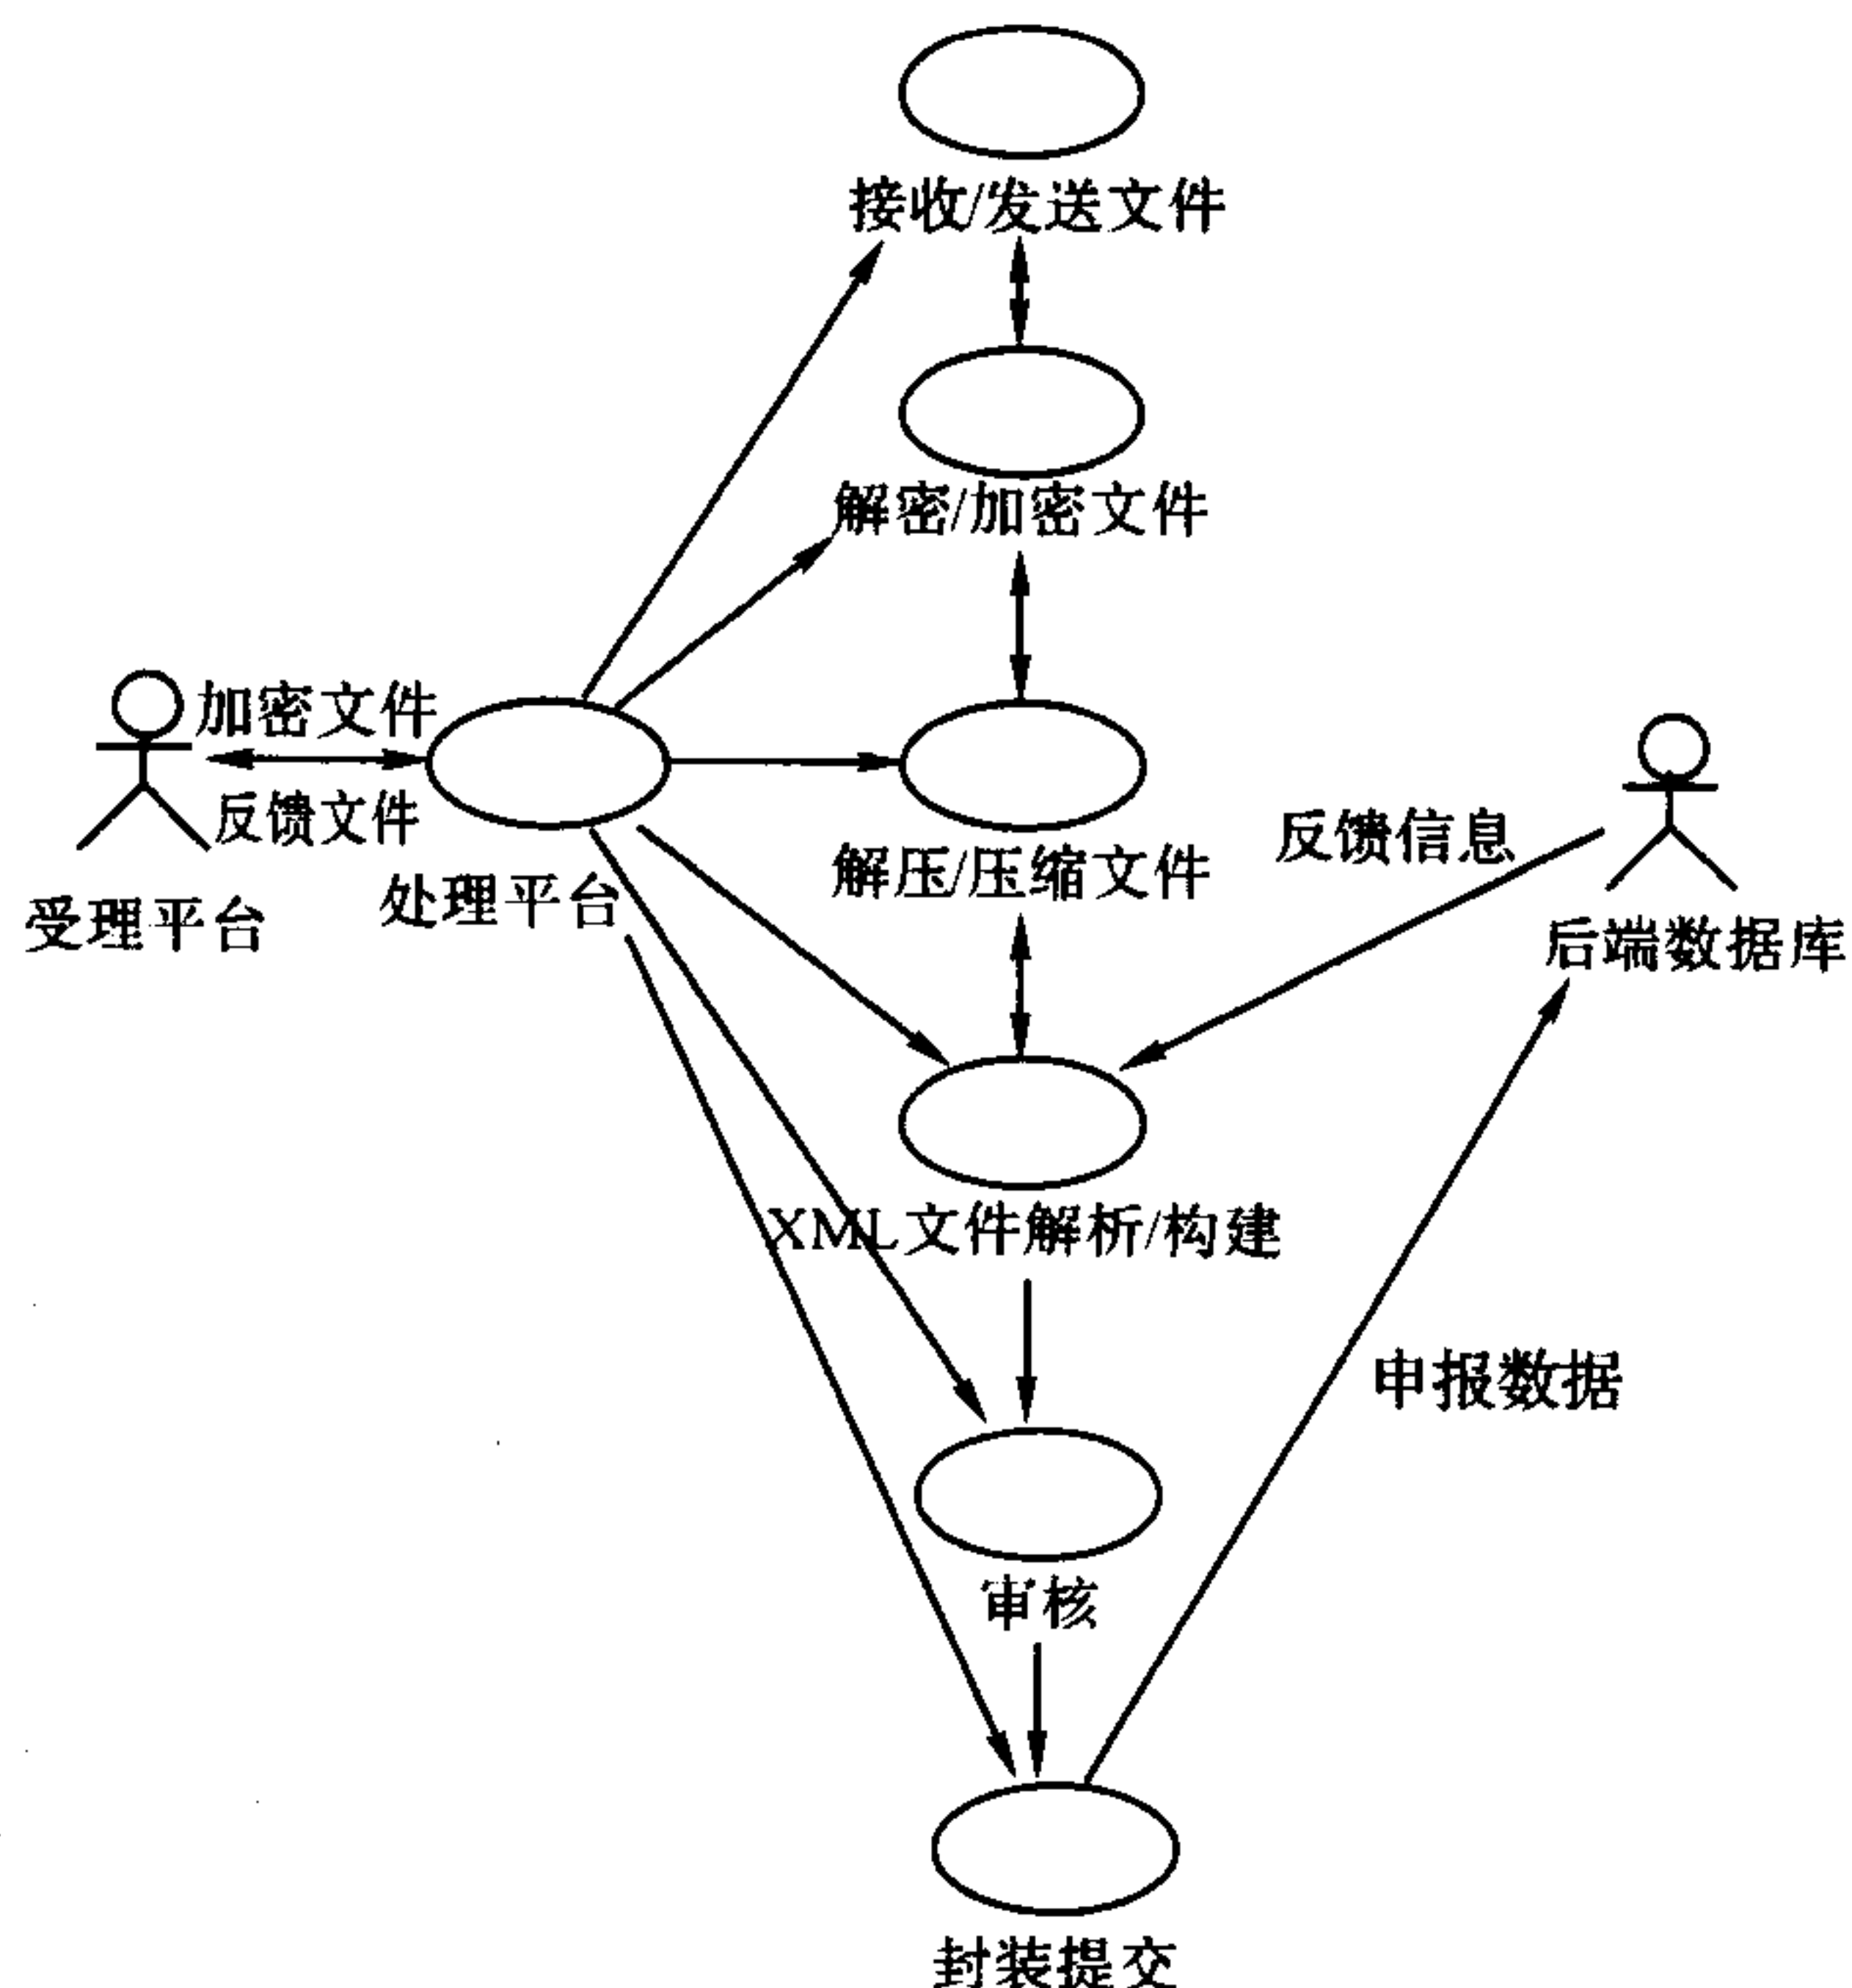 接收/发送文件
解密/加密文件
加密文件
反馈文件
受理平台
处理平台
解压/压缩文件
反馈信息
后端数据库
XML文件解析/构建
申报数据
审核
封装提交